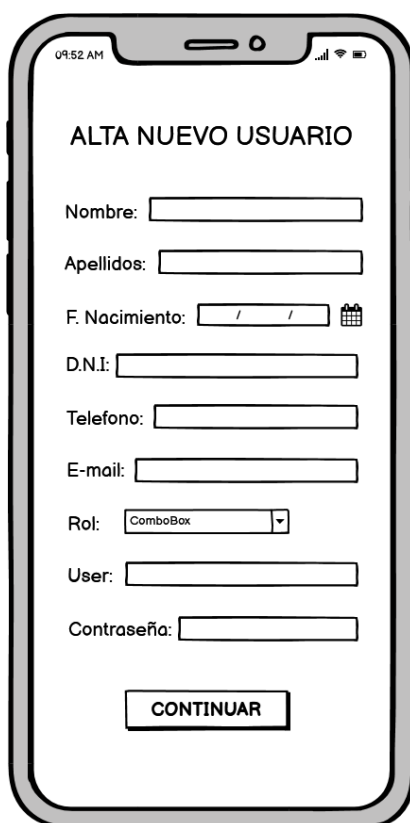 09:52 AM
ALTA NUEVO USUARIO
Nombre:
Apellidos:
F. Nacimiento: / /
D.N.I:
Telefono:
E-mail:
Rol: ComboBox
User:
Contraseña:
CONTINUAR